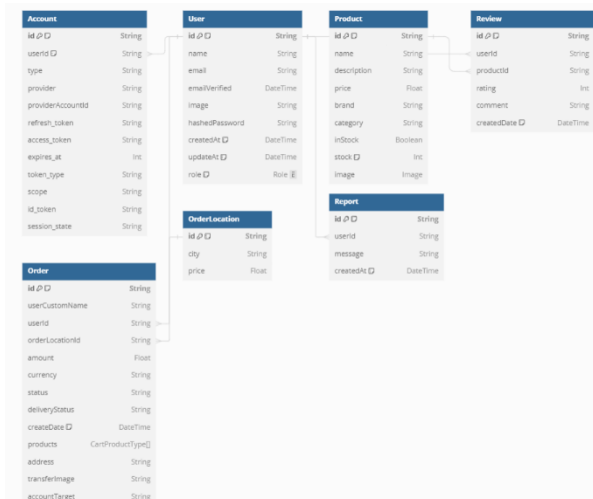 Account
id String
userId String
type String
provider String
providerAccountId String
refresh_token String
access_token String
expires_at Int
token_type String
scope String
id_token String
session_state String
User
id String
name String
email String
emailVerified DateTime
image String
hashedPassword String
createdAt DateTime
updateAt DateTime
role Role E
Product
id String
name String
description String
price Float
brand String
category String
inStock Boolean
stock Int
image Image
Review
id String
userId String
productId String
rating Int
comment String
createdDate DateTime
OrderLocation
id String
city String
price Float
Report
id String
userId String
message String
createdAt DateTime
Order
id String
userCustomName String
userId String
orderLocationId String
amount Float
currency String
status String
deliveryStatus String
createDate DateTime
products CartProductType[]
address String
transferImage String
accountTarget String